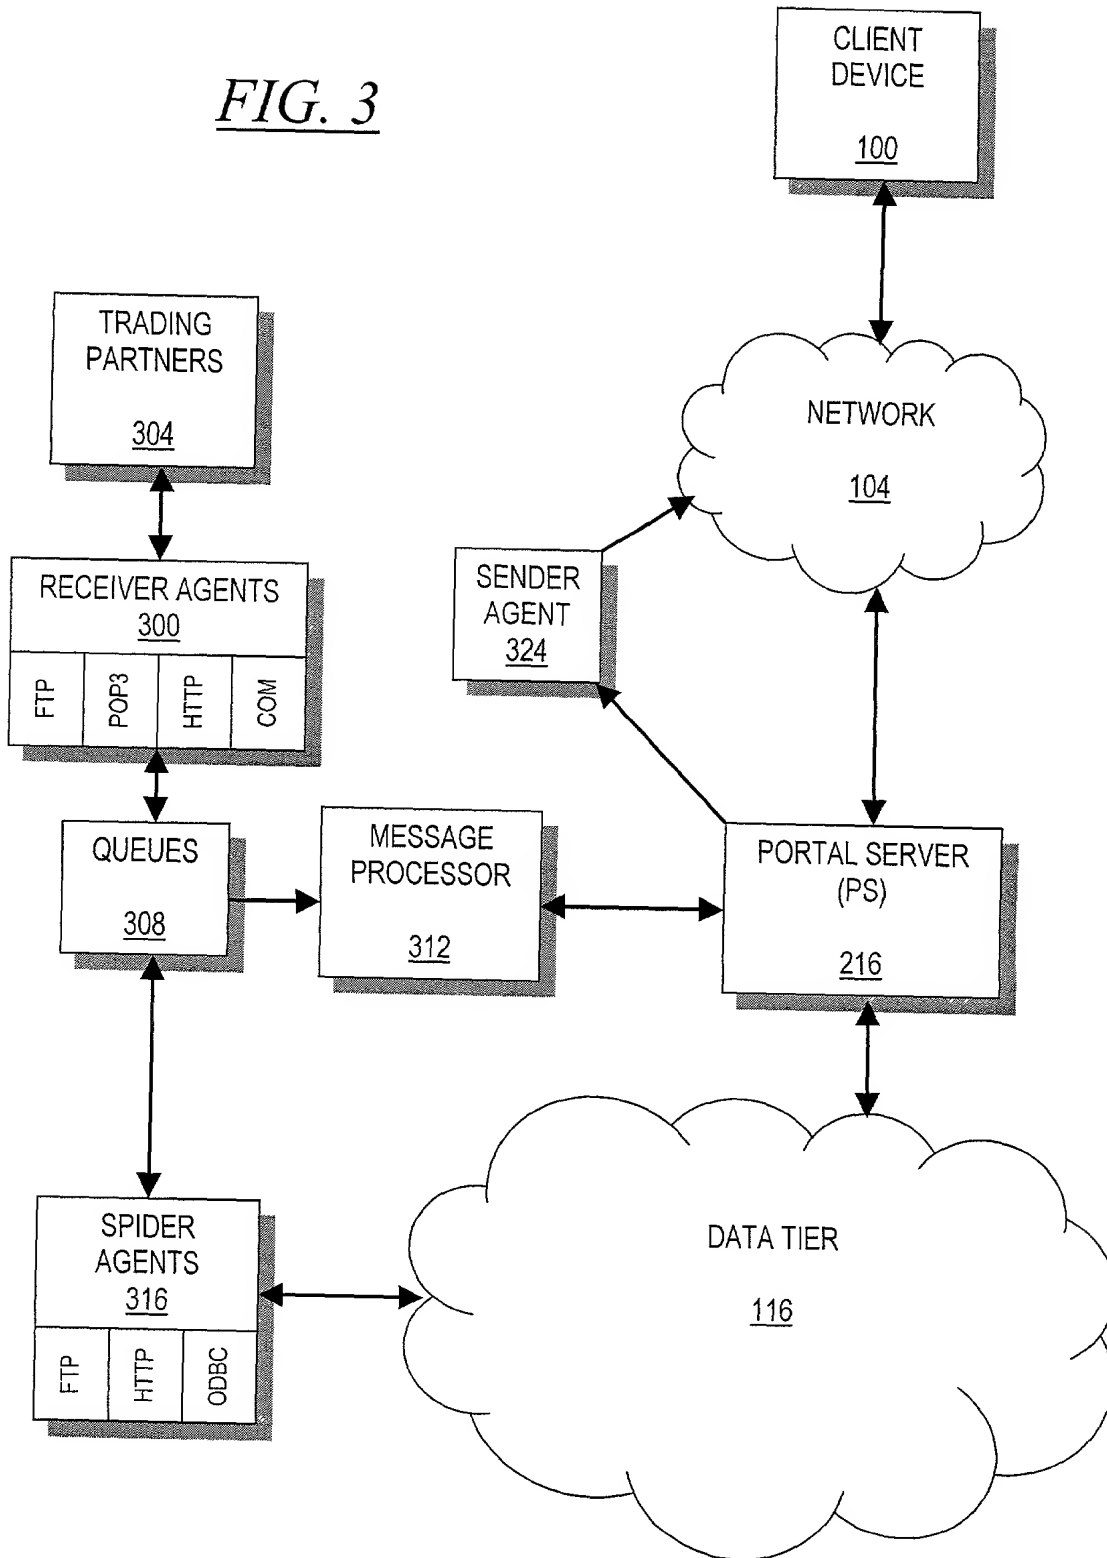 FIG. 3
CLIENT
DEVICE
100
TRADING
PARTNERS
304
NETWORK
104
RECEIVER AGENTS
300
FTP
POP3
HTTP
COM
SENDER
AGENT
324
QUEUES
308
MESSAGE
PROCESSOR
312
PORTAL SERVER
(PS)
216
SPIDER
AGENTS
316
FTP
HTTP
ODBC
DATA TIER
116